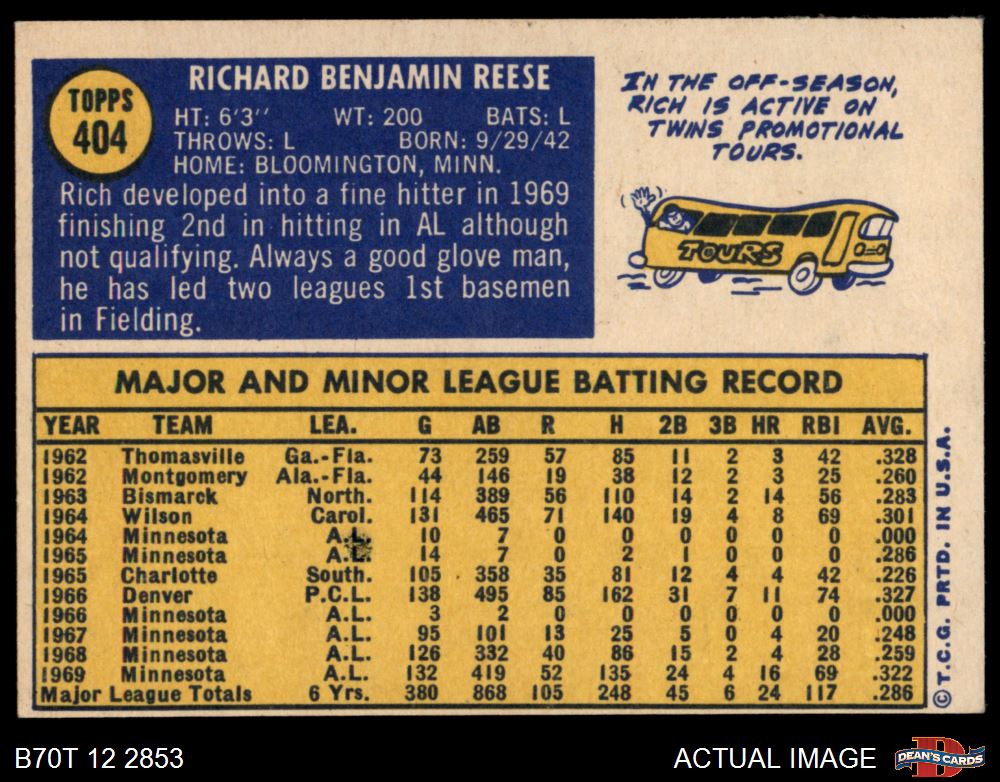 TOPPS
404
RICHARD BENJAMIN REESE
HT: 6'3" WT: 200 BATS: L
THROWS: L BORN: 9/29/42
HOME: BLOOMINGTON, MINN.
Rich developed into a fine hitter in 1969
finishing 2nd in hitting in AL although
not qualifying. Always a good glove man,
he has led two leagues 1st basemen
in Fielding.
IN THE OFF-SEASON,
RICH IS ACTIVE ON
TWINS PROMOTIONAL
TOURS.
TOURS
MAJOR AND MINOR LEAGUE BATTING RECORD
YEAR TEAM LEA. G AB R H 2B 3B HR RBI AVG.
1962 Thomasville Ga.-Fla. 73 259 57 85 11 2 3 42 .328
1962 Montgomery Ala.-Fla. 44 146 19 38 12 2 3 25 .260
1963 Bismarck North. 114 389 56 110 14 2 14 56 .283
1964 Wilson Carol. 131 465 71 140 19 4 8 69 .301
1964 Minnesota A.L. 10 7 0 0 0 0 0 0 .000
1965 Minnesota A.L. 14 7 0 2 1 0 0 0 .286
1965 Charlotte South. 105 358 35 81 12 4 4 42 .226
1966 Denver P.C.L. 138 495 85 162 31 7 11 74 .327
1966 Minnesota A.L. 3 2 0 0 0 0 0 0 .000
1967 Minnesota A.L. 95 101 13 25 5 0 4 20 .248
1968 Minnesota A.L. 126 332 40 86 15 2 4 28 .259
1969 Minnesota A.L. 132 419 52 135 24 4 16 69 .322
Major League Totals 6 Yrs. 380 868 105 248 45 6 24 117 .286
© T.C.G. PRTD. IN U.S.A.
B70T 12 2853
ACTUAL IMAGE
D
DEAN'S CARDS